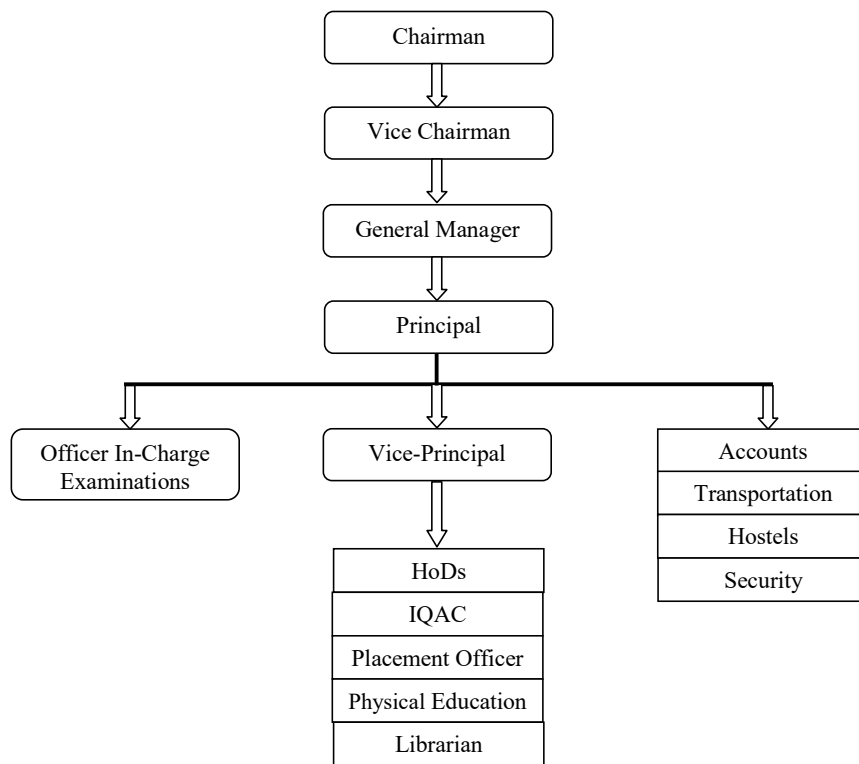 Chairman
Vice Chairman
General Manager
Principal
Officer In-Charge
Examinations
Vice-Principal
Accounts
Transportation
Hostels
Security
HoDs
IQAC
Placement Officer
Physical Education
Librarian